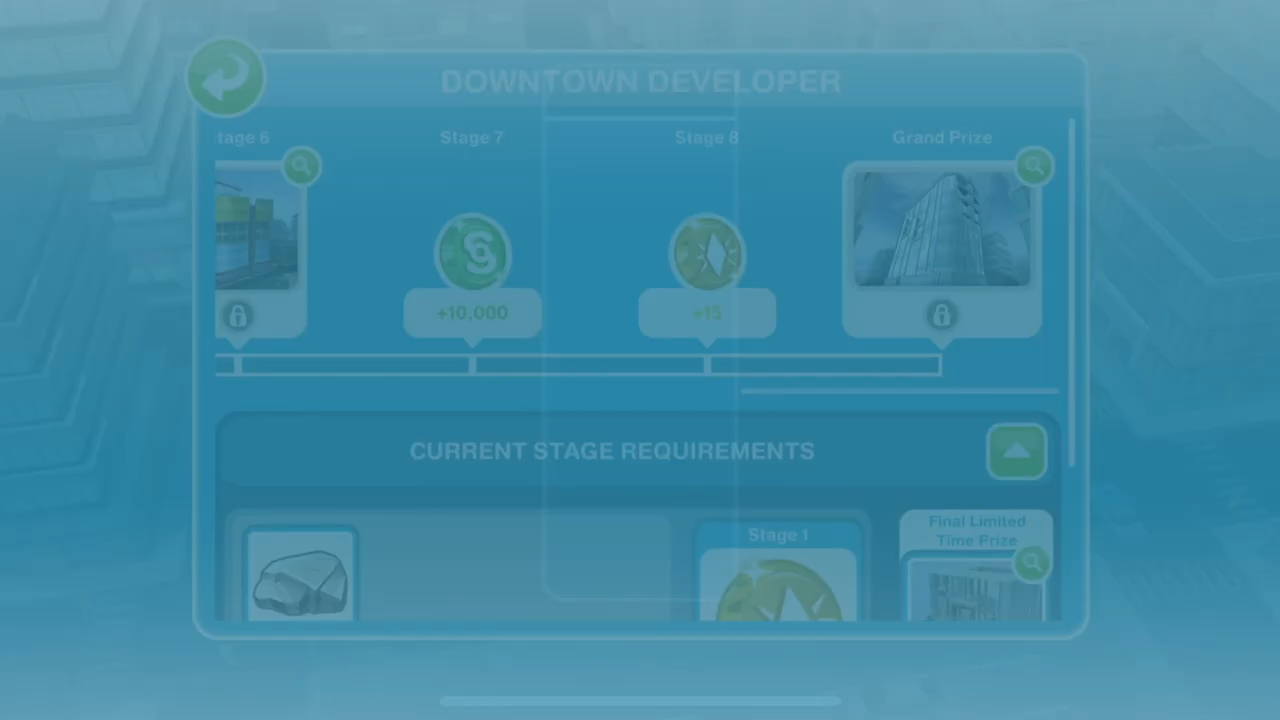 DOWNTOWN DEVELOPER
tage 6
Stage 7
Stage 8
Grand Prize
+10,000
+15
CURRENT STAGE REQUIREMENTS
Stage 1
Final Limited
Time Prize